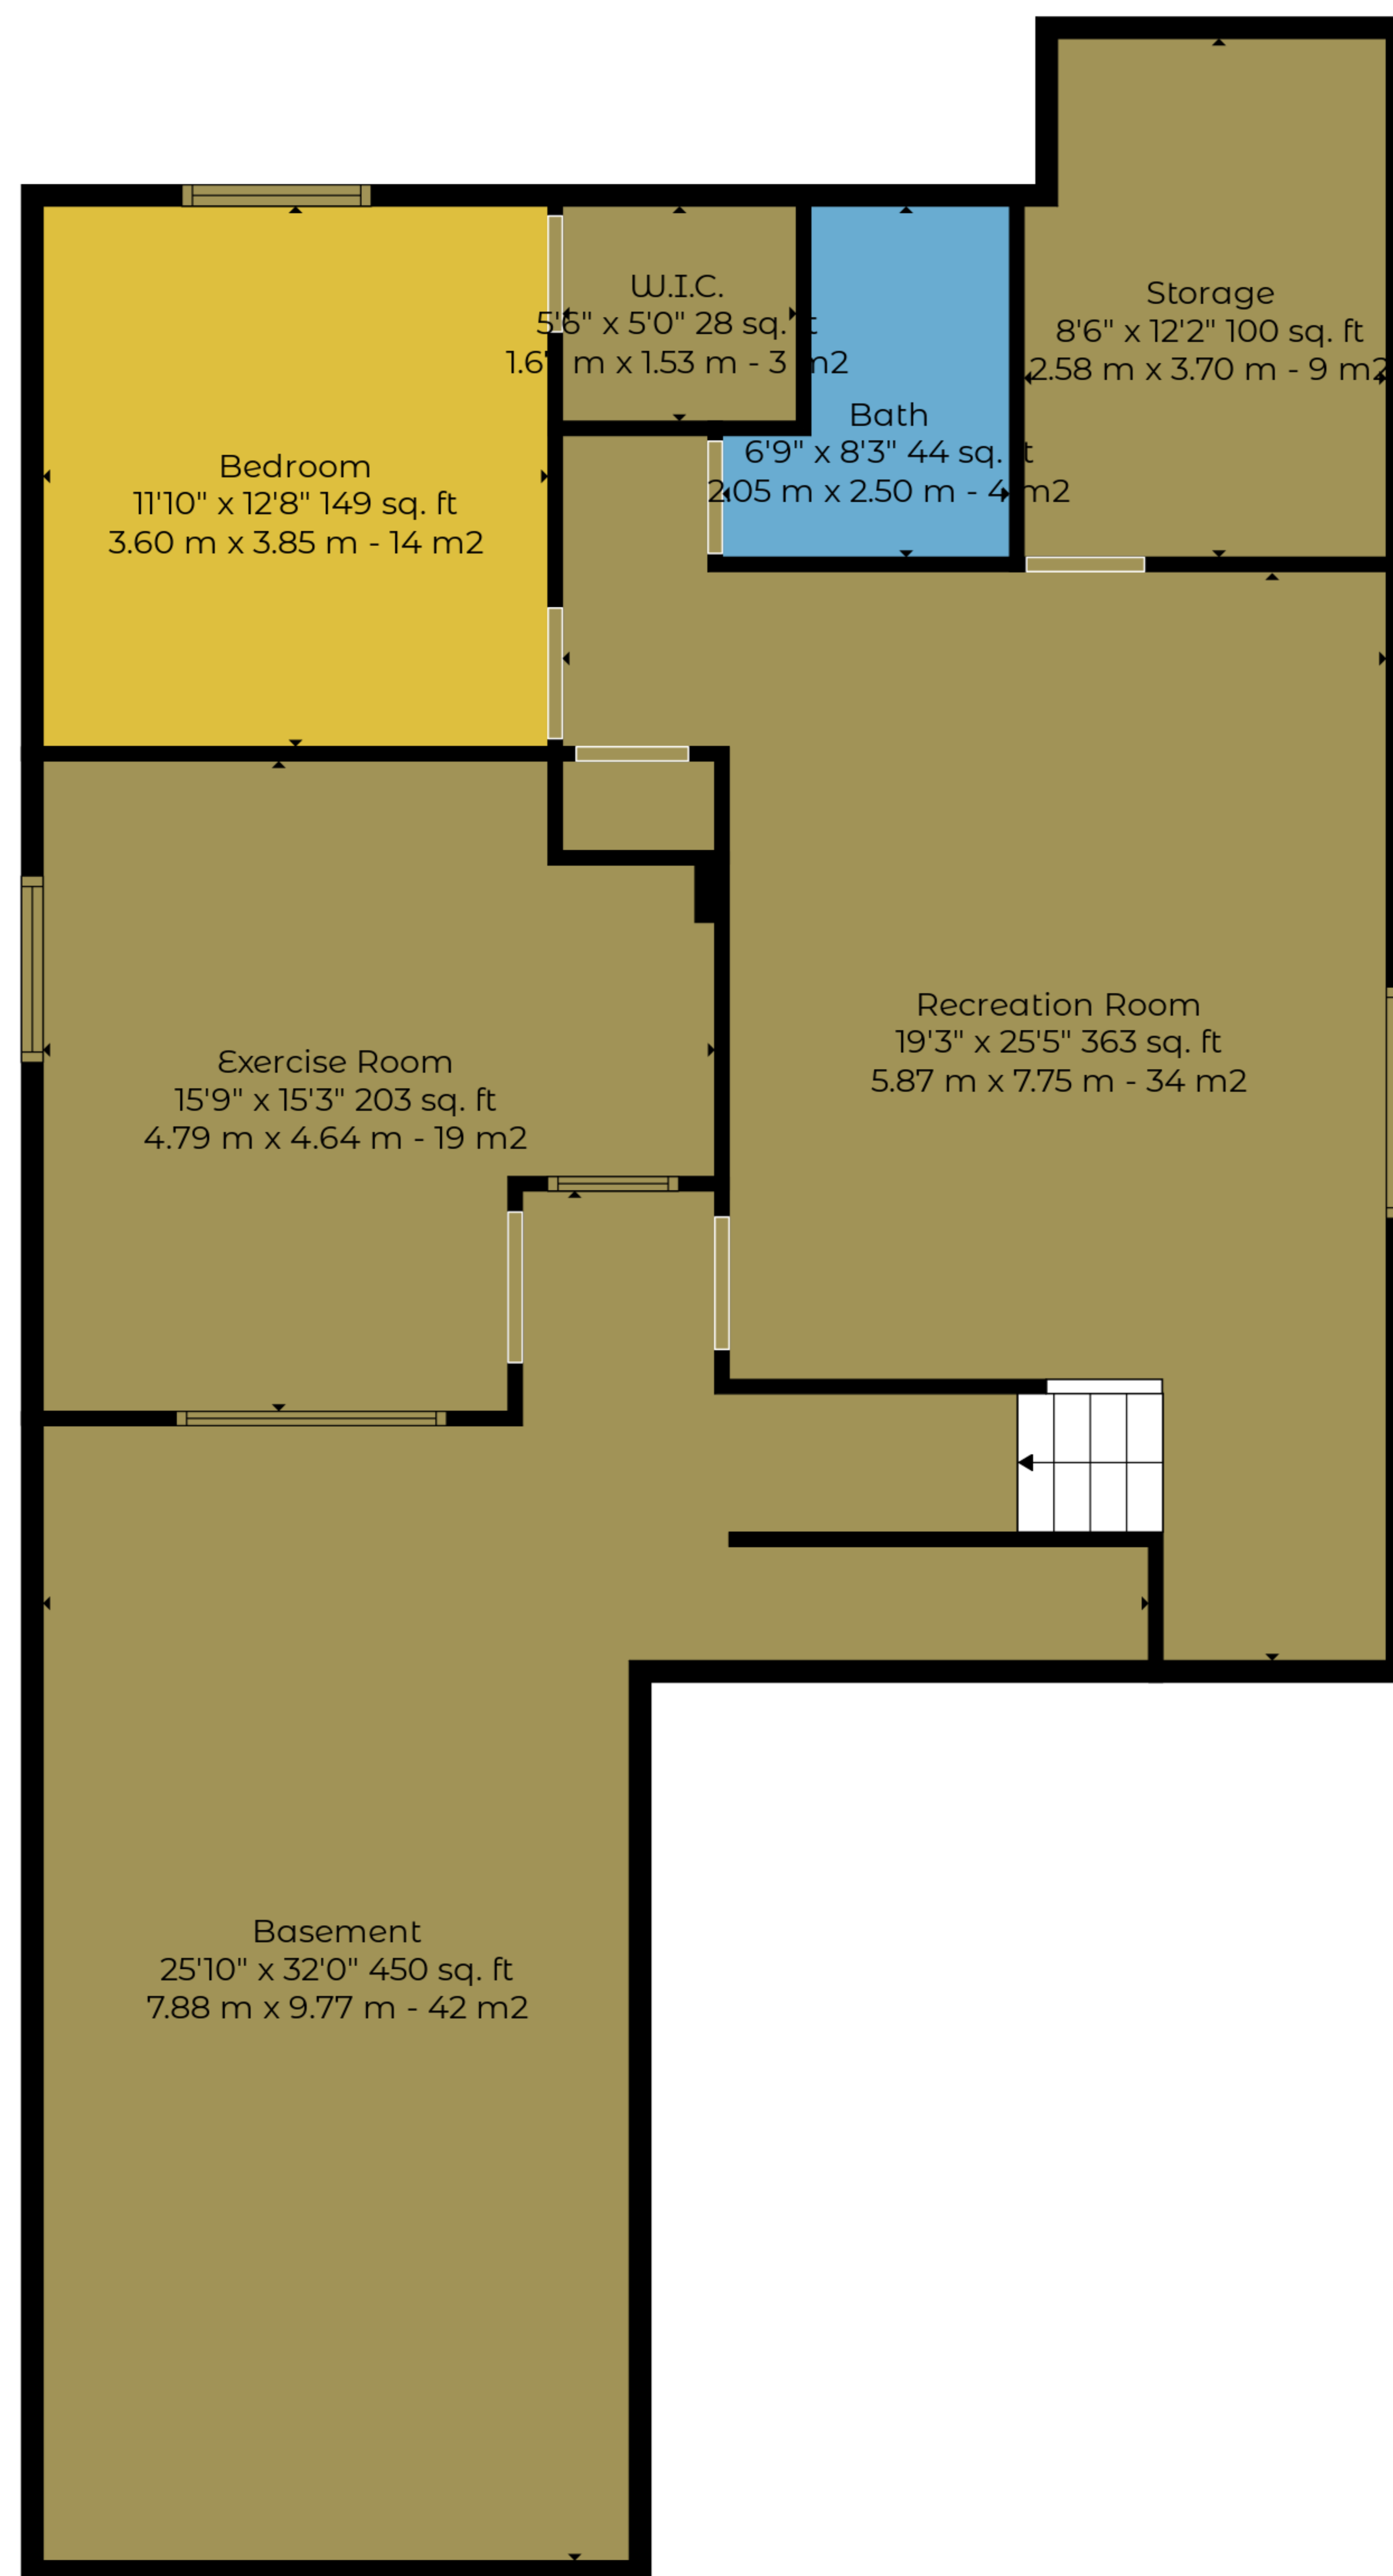 W.I.C.
5'6" x 5'0" 28 sq. ft
m x 1.53 m - 3 m2
Storage
8'6" x 12'2" 100 sq. ft
2.58 m x 3.70 m - 9 m2
Bath
6'9" x 8'3" 44 sq. ft
2.05 m x 2.50 m - 4 m2
Bedroom
11'10" x 12'8" 149 sq. ft
3.60 m x 3.85 m - 14 m2
Recreation Room
19'3" x 25'5" 363 sq. ft
5.87 m x 7.75 m - 34 m2
Exercise Room
15'9" x 15'3" 203 sq. ft
4.79 m x 4.64 m - 19 m2
Basement
25'10" x 32'0" 450 sq. ft
7.88 m x 9.77 m - 42 m2